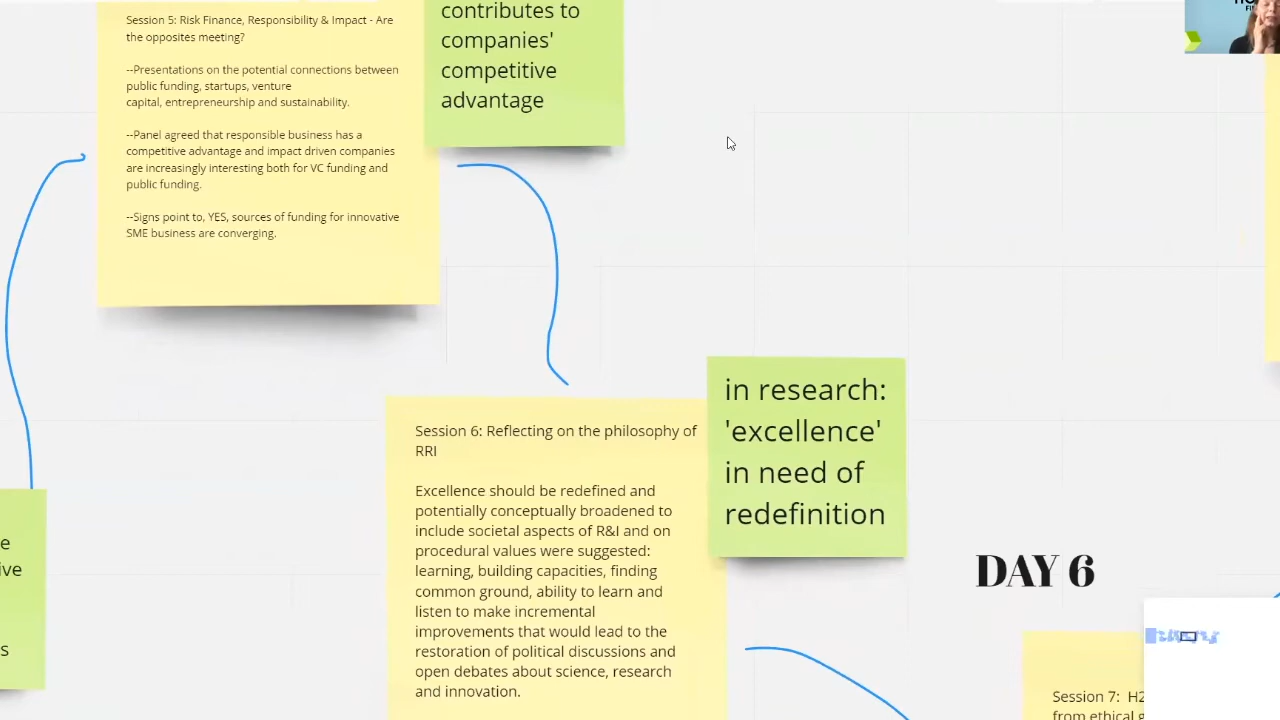 Session 5: Risk Finance, Responsibility & Impact - Are
the opposites meeting?
--Presentations on the potential connections between
public funding, startups, venture
capital, entrepreneurship and sustainability.
--Panel agreed that responsible business has a
competitive advantage and impact driven companies
are increasingly interesting both for VC funding and
public funding.
--Signs point to, YES, sources of funding for innovative
SME business are converging.
contributes to
companies'
competitive
advantage
Session 6: Reflecting on the philosophy of
RRI
Excellence should be redefined and
potentially conceptually broadened to
include societal aspects of R&I and on
procedural values were suggested:
learning, building capacities, finding
common ground, ability to learn and
listen to make incremental
improvements that would lead to the
restoration of political discussions and
open debates about science, research
and innovation.
in research:
'excellence'
in need of
redefinition
DAY 6
Session 7: H2
from ethical g